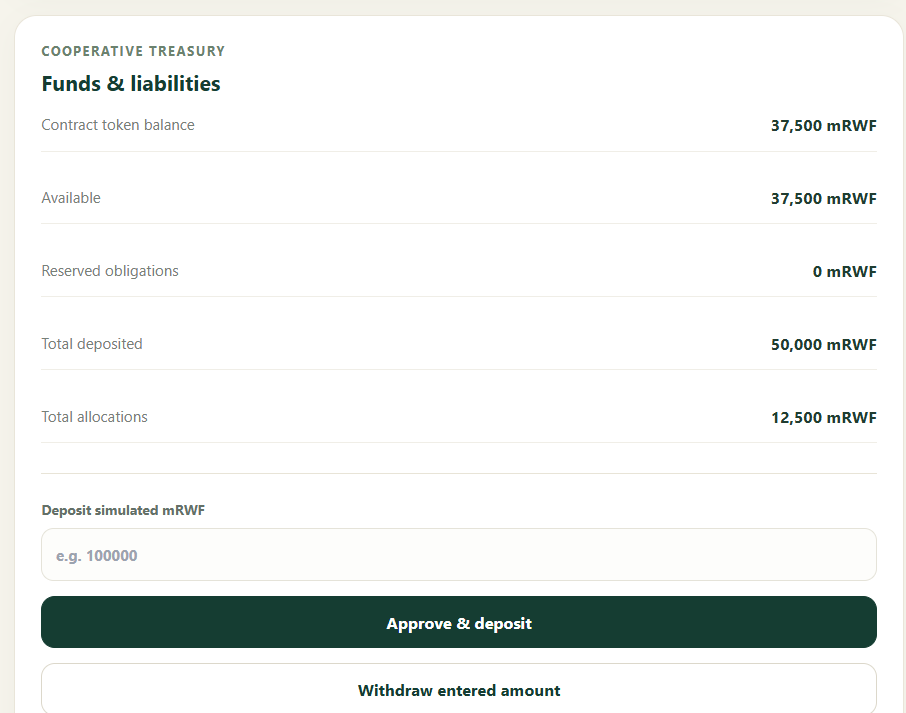 COOPERATIVE TREASURY
Funds & liabilities
Contract token balance 37,500 mRWF
Available 37,500 mRWF
Reserved obligations 0 mRWF
Total deposited 50,000 mRWF
Total allocations 12,500 mRWF
Deposit simulated mRWF
e.g. 100000
Approve & deposit
Withdraw entered amount